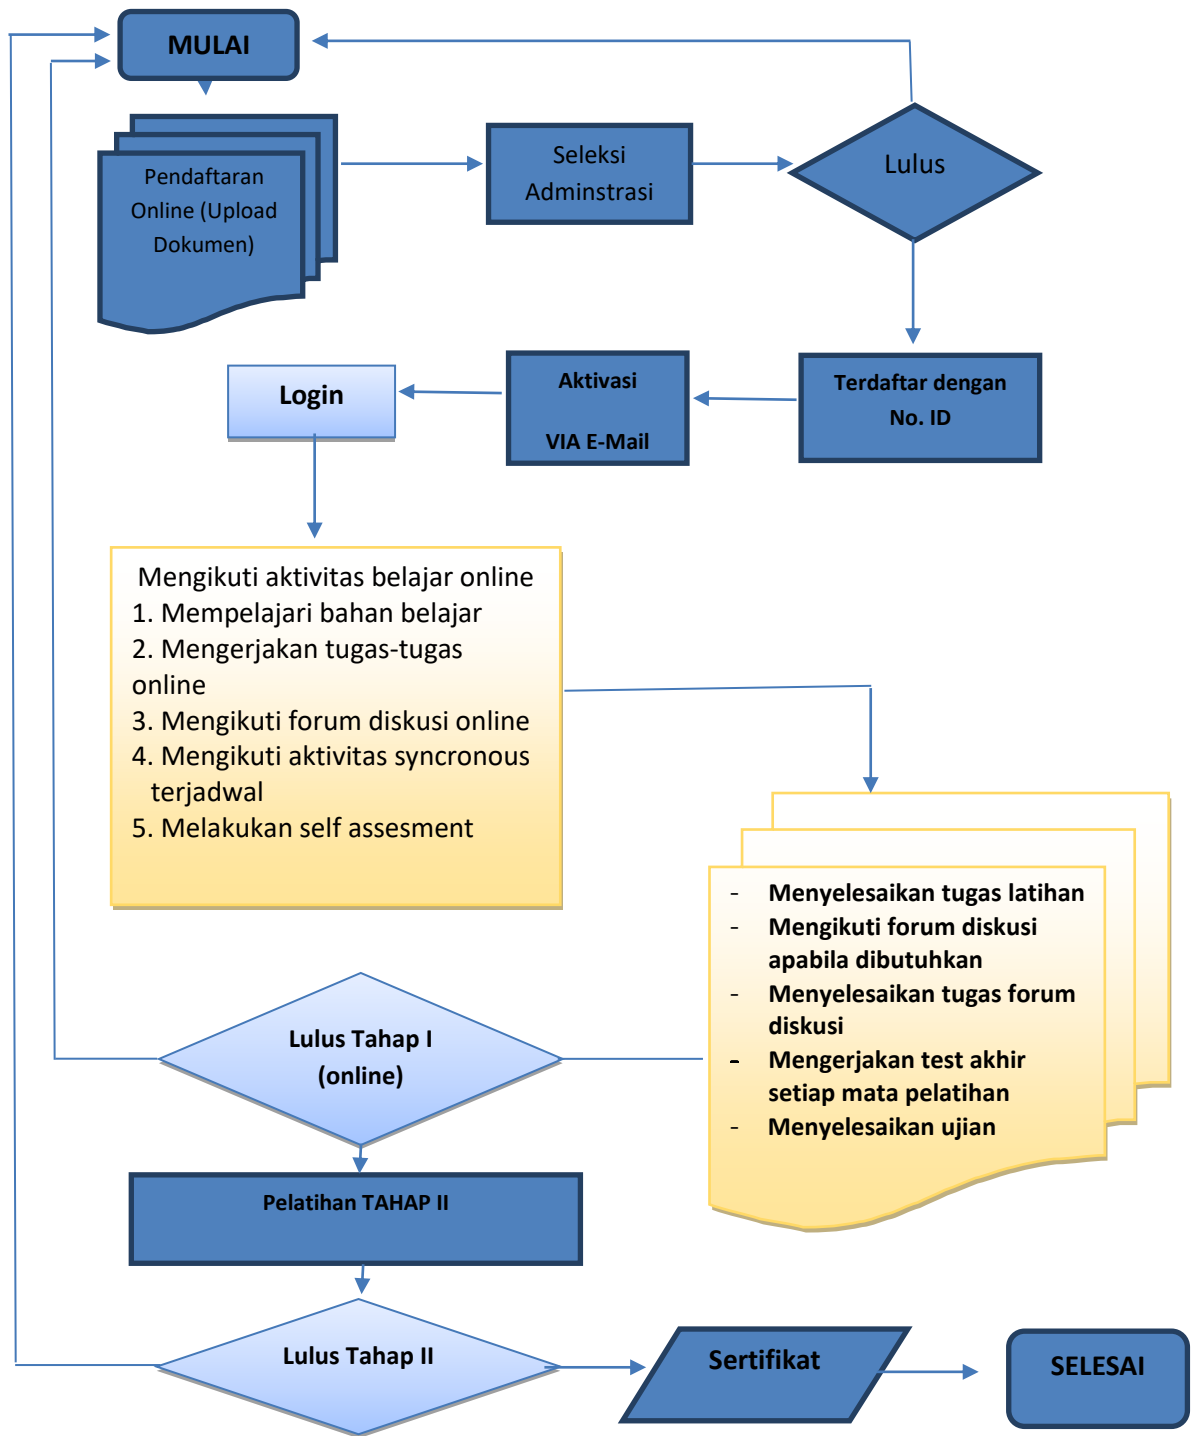 MULAI
Pendaftaran
Online (Upload
Dokumen)
Seleksi
Adminstrasi
Lulus
Login
Aktivasi
VIA E-Mail
Terdaftar dengan
No. ID
Mengikuti aktivitas belajar online
1. Mempelajari bahan belajar
2. Mengerjakan tugas-tugas
online
3. Mengikuti forum diskusi online
4. Mengikuti aktivitas syncronous
terjadwal
5. Melakukan self assesment
- Menyelesaikan tugas latihan
- Mengikuti forum diskusi
apabila dibutuhkan
- Menyelesaikan tugas forum
diskusi
- Mengerjakan test akhir
setiap mata pelatihan
- Menyelesaikan ujian
Lulus Tahap I
(online)
Pelatihan TAHAP II
Lulus Tahap II
Sertifikat
SELESAI